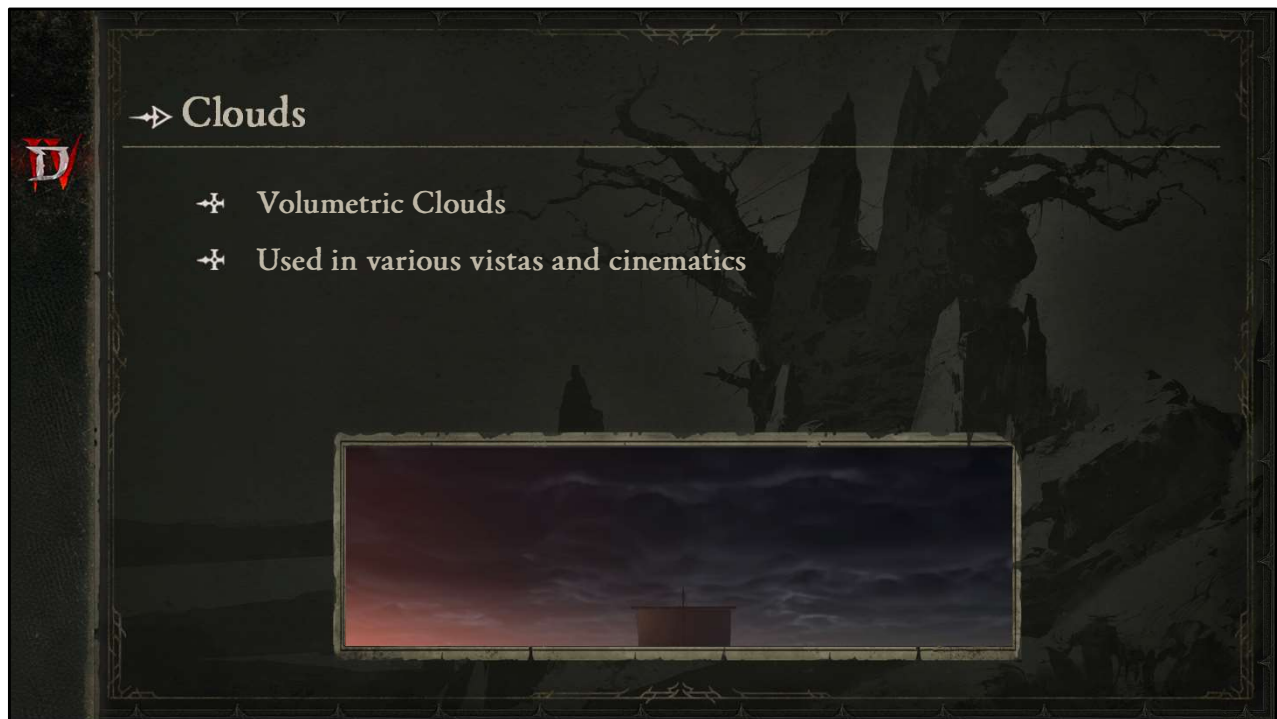 Clouds
D
Volumetric Clouds
Used in various vistas and cinematics